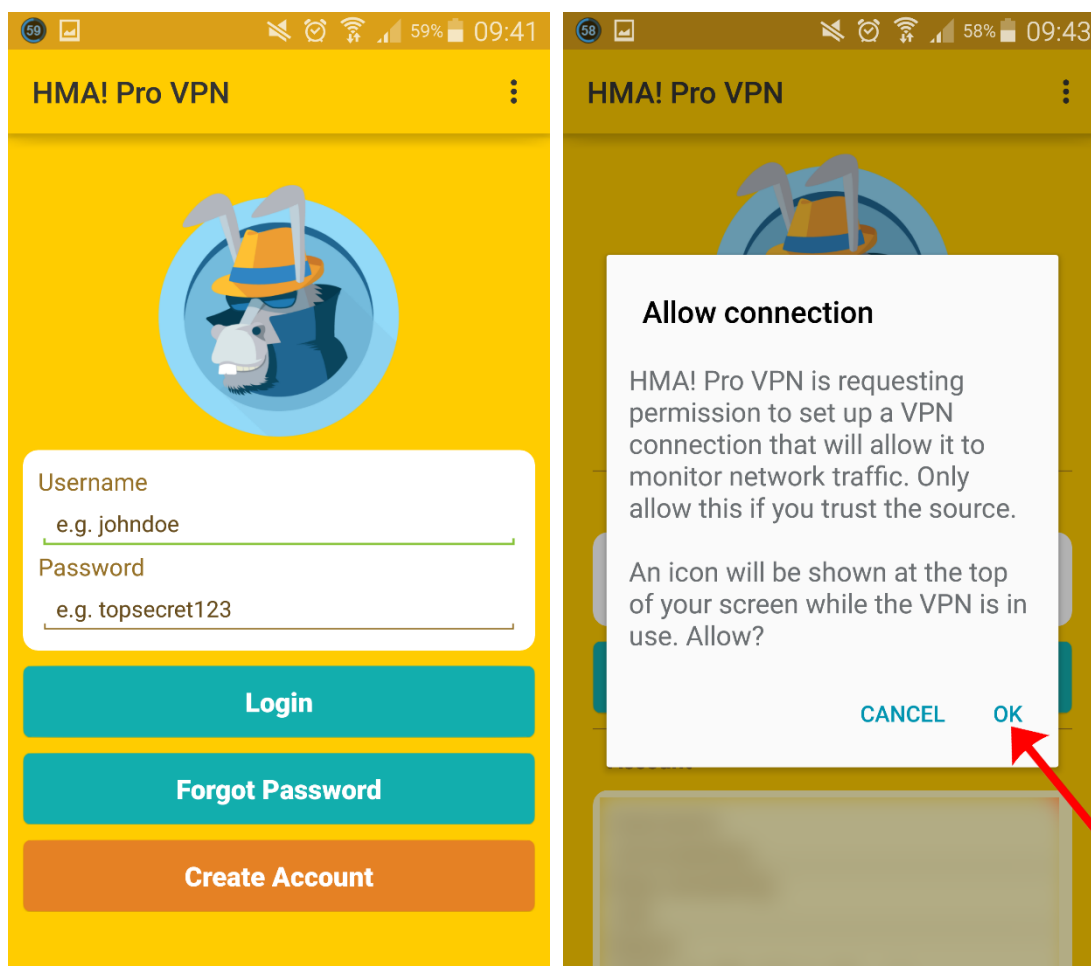 59
59%
09:41
HMA! Pro VPN
Username
e.g. johndoe
Password
e.g. topsecret123
Login
Forgot Password
Create Account
58
58%
09:43
HMA! Pro VPN
Allow connection
HMA! Pro VPN is requesting
permission to set up a VPN
connection that will allow it to
monitor network traffic. Only
allow this if you trust the source.
An icon will be shown at the top
of your screen while the VPN is in
use. Allow?
CANCEL
OK